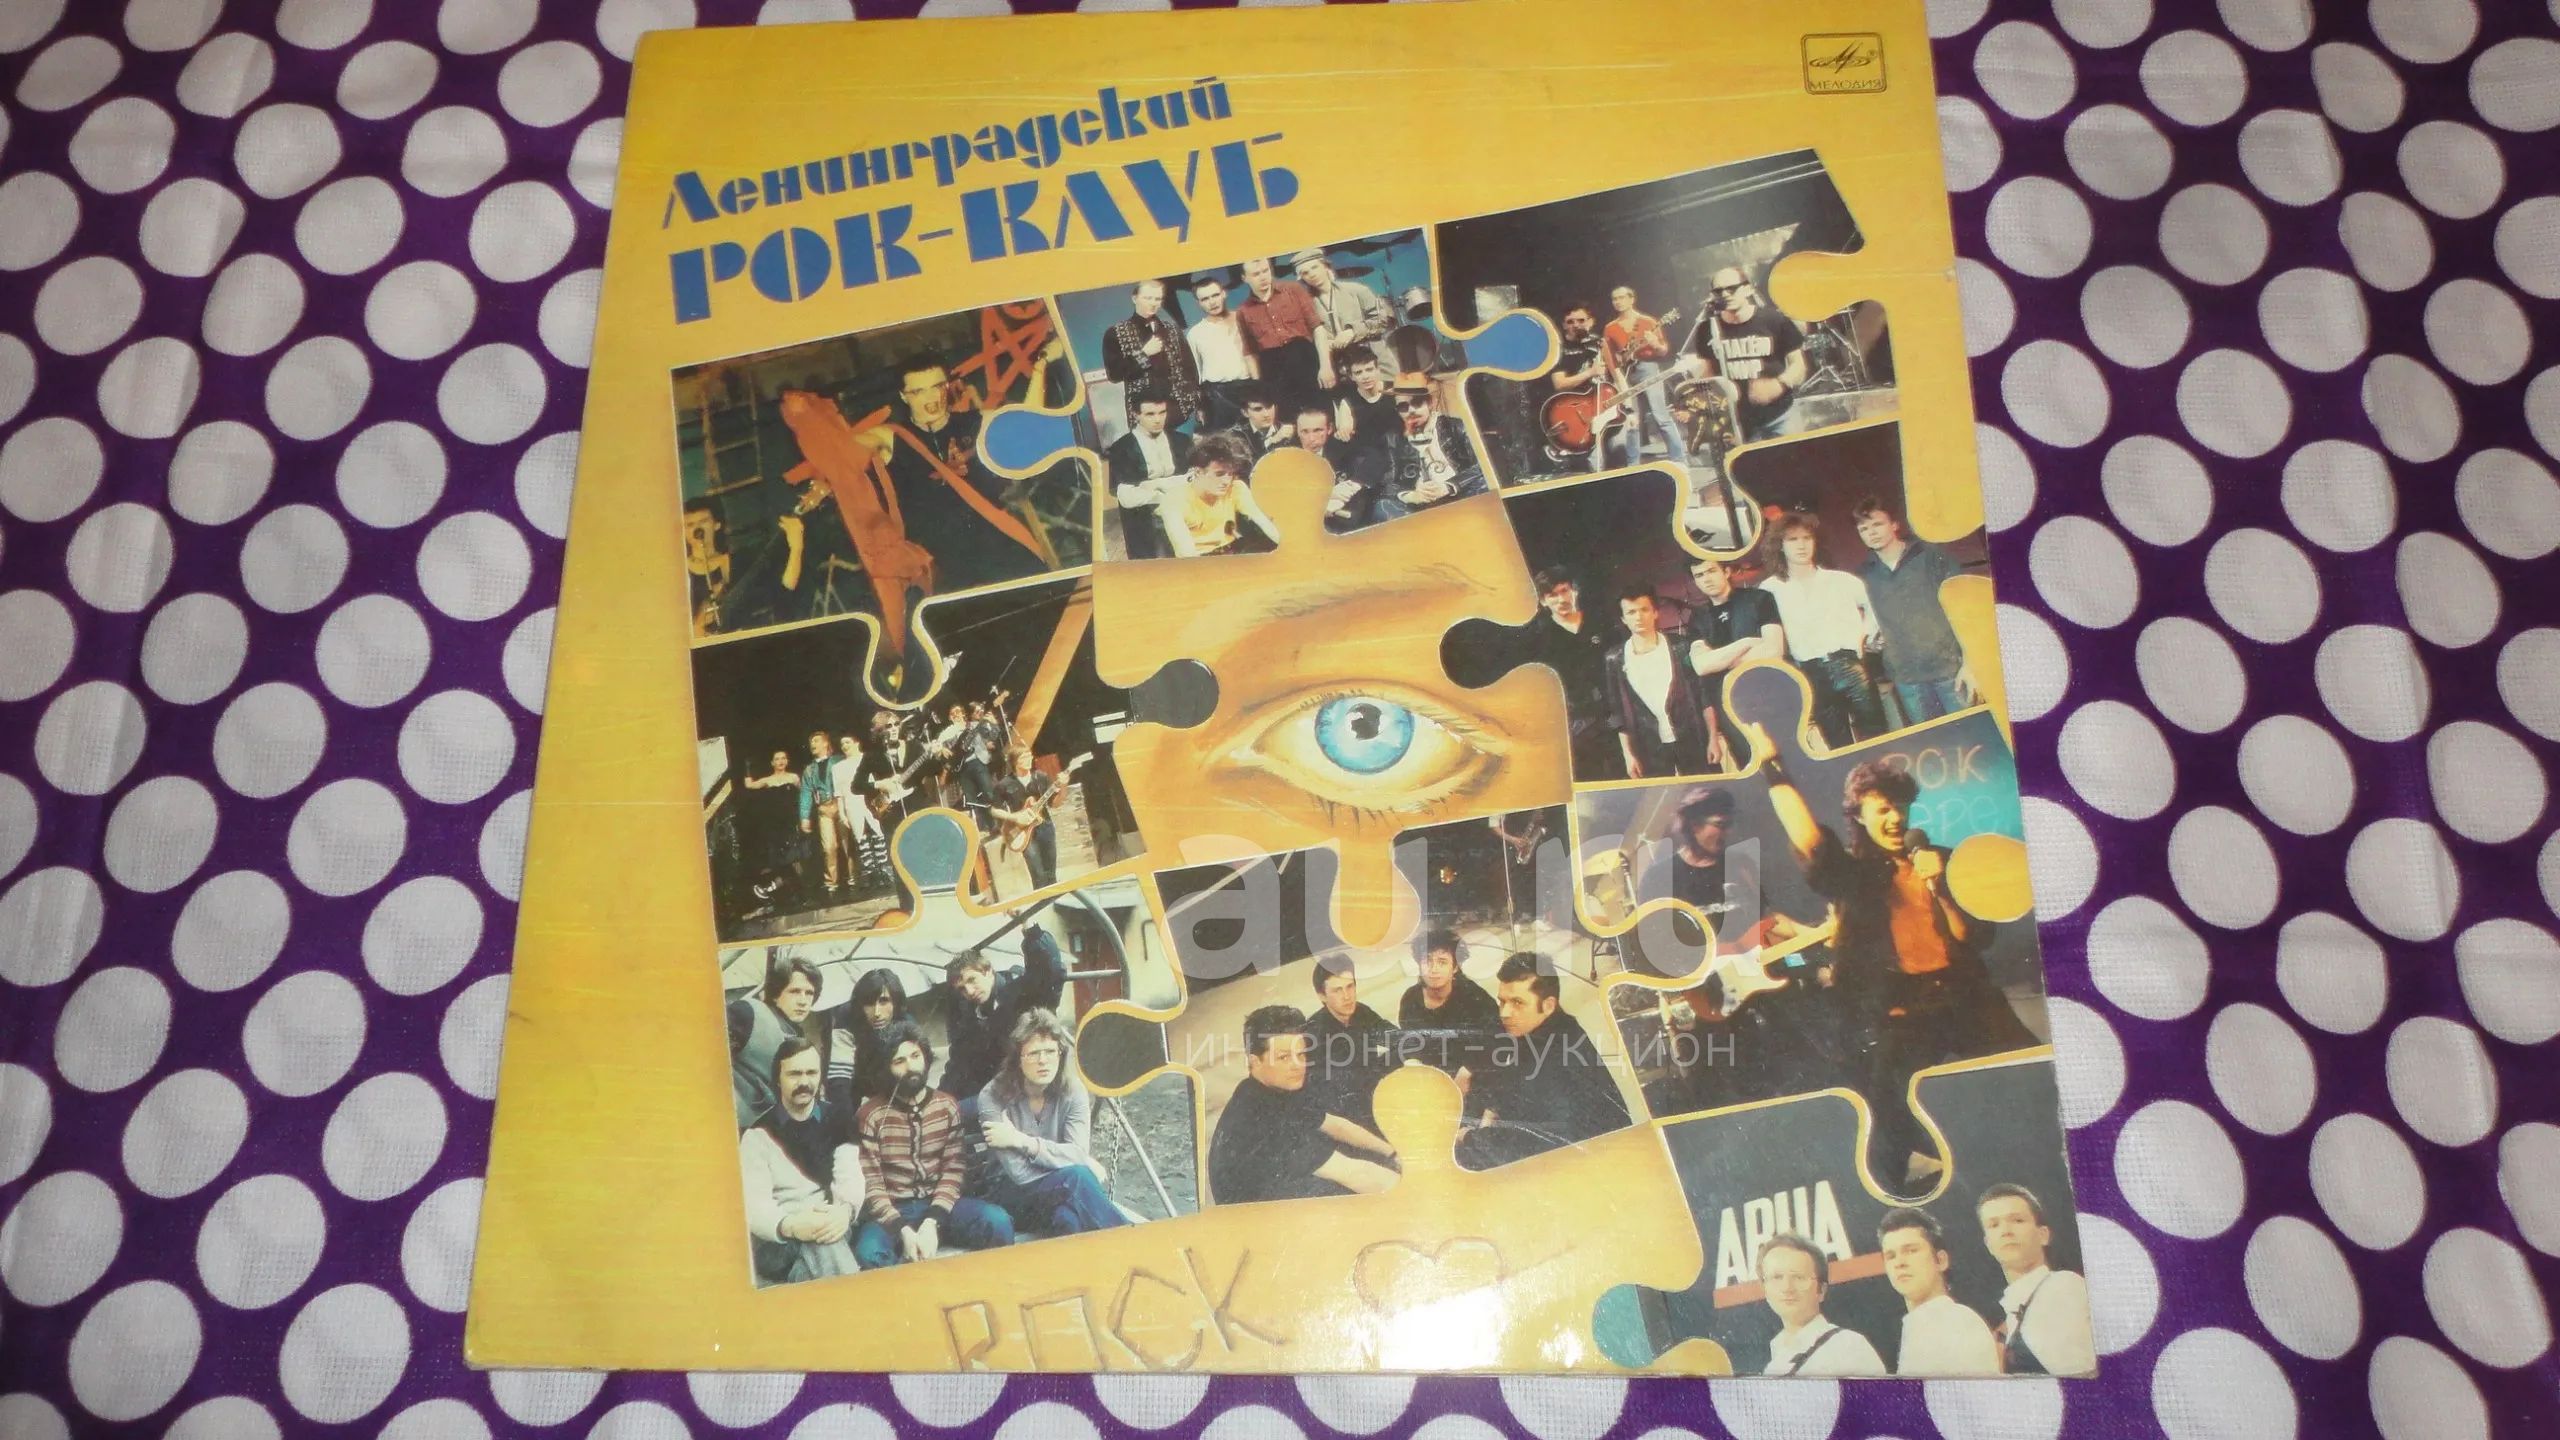 Ленинградский
РОК-КЛУБ
МЕЛОДИЯ
РОК
АРИА
au.ru
интернет-аукцион